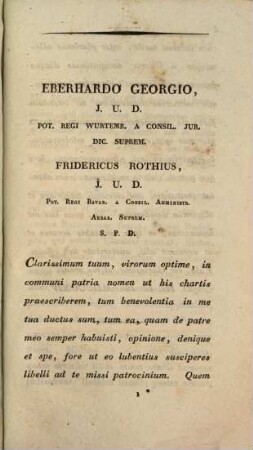 EBERHARDO GEORGIO,
J. U. D.
POT. REGI WURTEMB. A CONSIL. JUR.
DIC. SUPREM.
FRIDERICUS ROTHIUS,
J. U. D.
POT. REGI BAVAR. A CONSIL. ADMINISTR.
AERAR. SUPREM.
S. P. D.
Clarissimum tuum, virorum optime, in
communi patria nomen ut his chartis
praescriberem, tum benevolentia in me
tua ductus sum, tum ea, quam de patre
meo semper habuisti, opinione, denique
et spe, fore ut eo lubentius susciperes
libelli ad te missi patrocinium. Quem
1